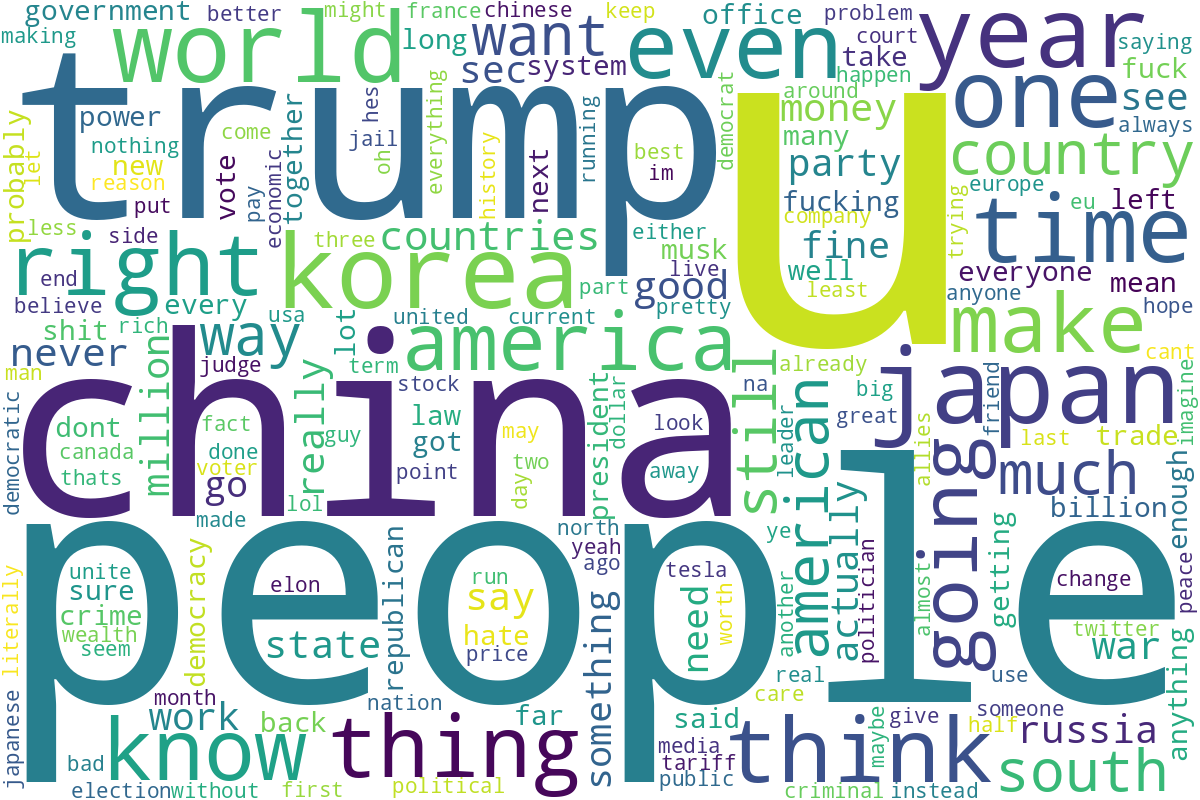 government
better
might
france
chinese
keep
office
problem
year
making
world
long
want
even
court
saying
sec
system
take
fuck
happen
trump
u
one
see
power
hes
everything
running
democrat
around
money
always
probably
let
nothing
come
jail
oh
best
many
country
new
together
im
party
reason
vote
pay
economic
history
next
fucking
europe
put
company
eu
left
time
less
side
three
countries
either
fine
trying
right
korea
musk
everyone
end
live
well
mean
believe
every
part
good
least
anyone
hope
shit
rich
usa
united
current
pretty
make
way
lot
america
never
judge
term
already
cant
man
stock
na
still
big
japan
china
million
really
president
dollar
american
leader
great
friend
imagine
democratic
dont
fact
guy
law
may
look
allies
last
trade
canada
done
got
much
thats
voter
go
point
day
two
away
going
enough
lol
billion
made
north
ye
actually
people
literally
democracy
republican
yeah
getting
peace
unite
elon
run
ago
tesla
change
sure
say
something
need
worth
another
politician
almost
crime
twitter
wealth
state
hate
war
seem
price
anything
month
nation
real
use
japanese
care
work
back
far
said
maybe
give
someone
know
thing
think
half
russia
bad
media
south
tariff
election
without
first
political
public
criminal
instead